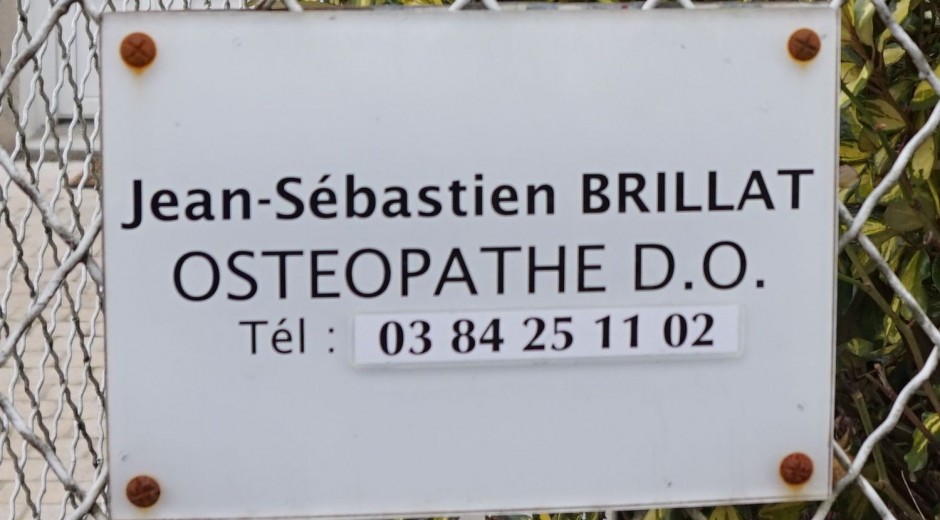 Jean-Sébastien BRILLAT
OSTEOPATHE D.O.
Tél : 03 84 25 11 02